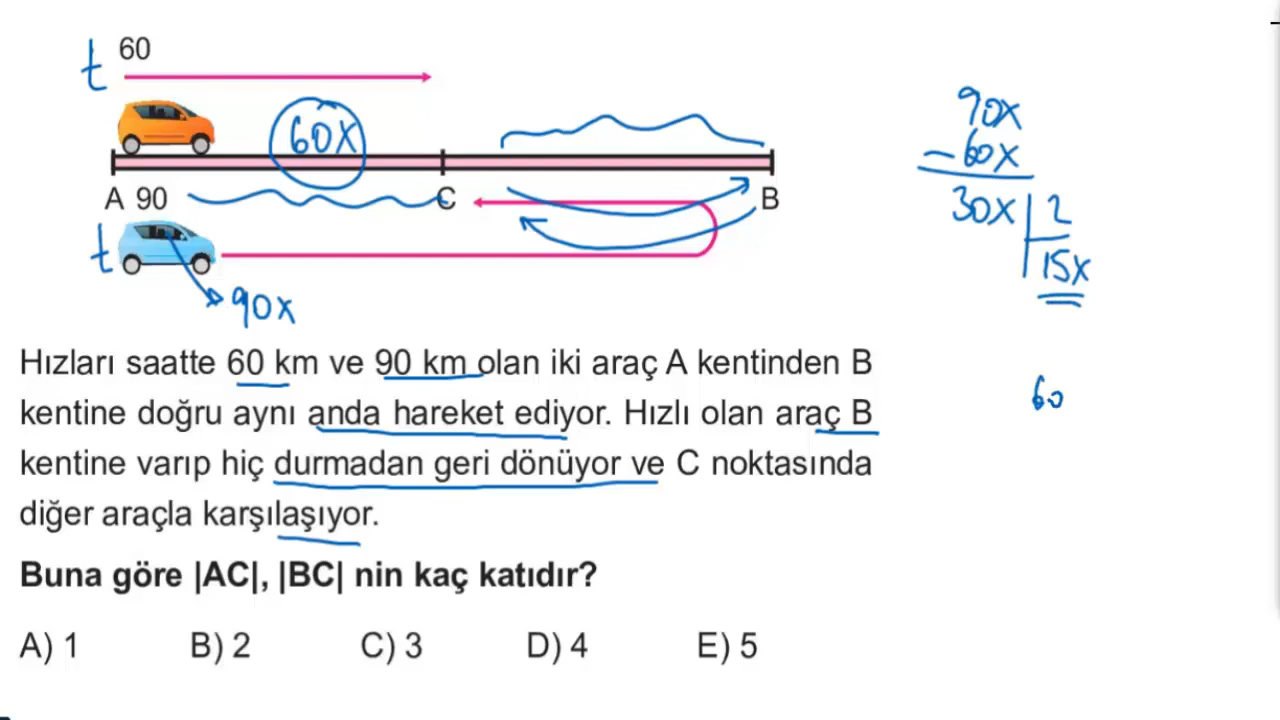 t 60
60x
90x
- 60x
30x 2
15x
A 90 C B
t
90x
Hızları saatte 60 km ve 90 km olan iki araç A kentinden B
kentine doğru aynı anda hareket ediyor. Hızlı olan araç B
kentine varıp hiç durmadan geri dönüyor ve C noktasında
diğer araçla karşılaşıyor.
60
Buna göre |AC|, |BC| nin kaç katıdır?
A) 1 B) 2 C) 3 D) 4 E) 5